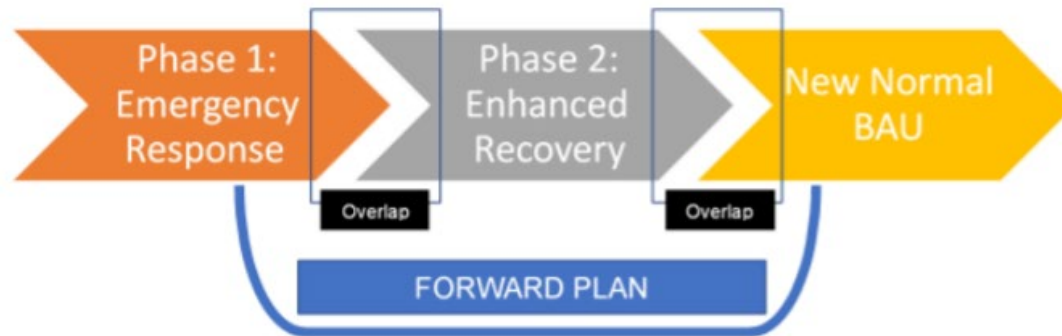 Phase 1:
Emergency
Response
Phase 2:
Enhanced
Recovery
New Normal
BAU
Overlap
Overlap
FORWARD PLAN